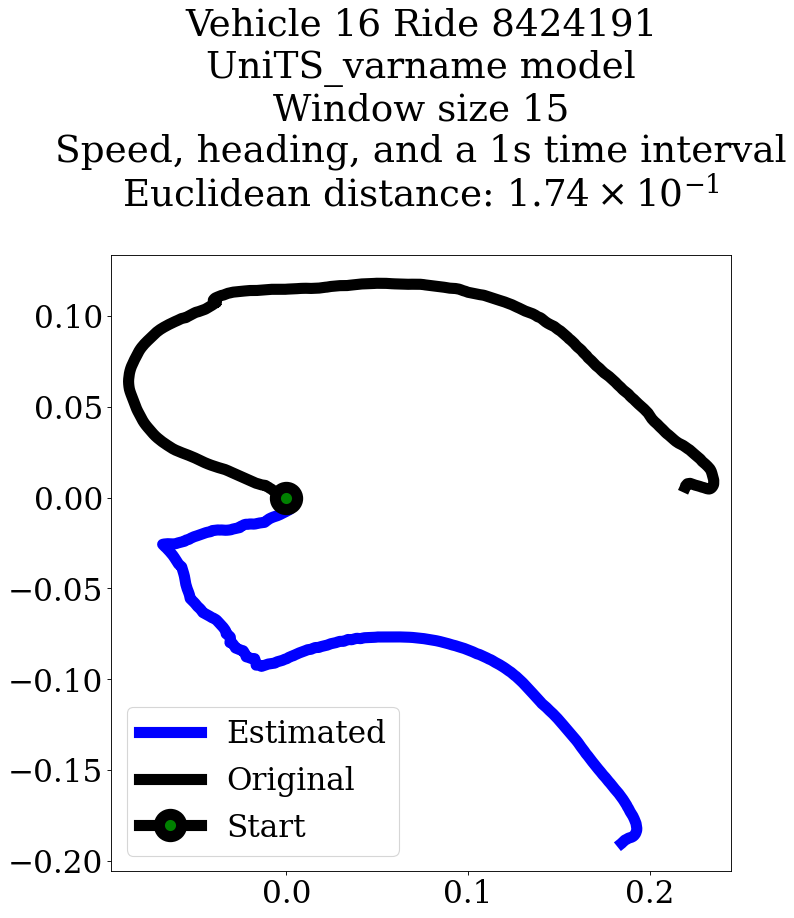 Vehicle 16 Ride 8424191
UniTS_varname model
Window size 15
Speed, heading, and a 1s time interval
Euclidean distance: 1.74 × 10⁻¹
0.10
0.05
0.00
−0.05
−0.10
−0.15
−0.20
Estimated
Original
Start
0.0 0.1 0.2